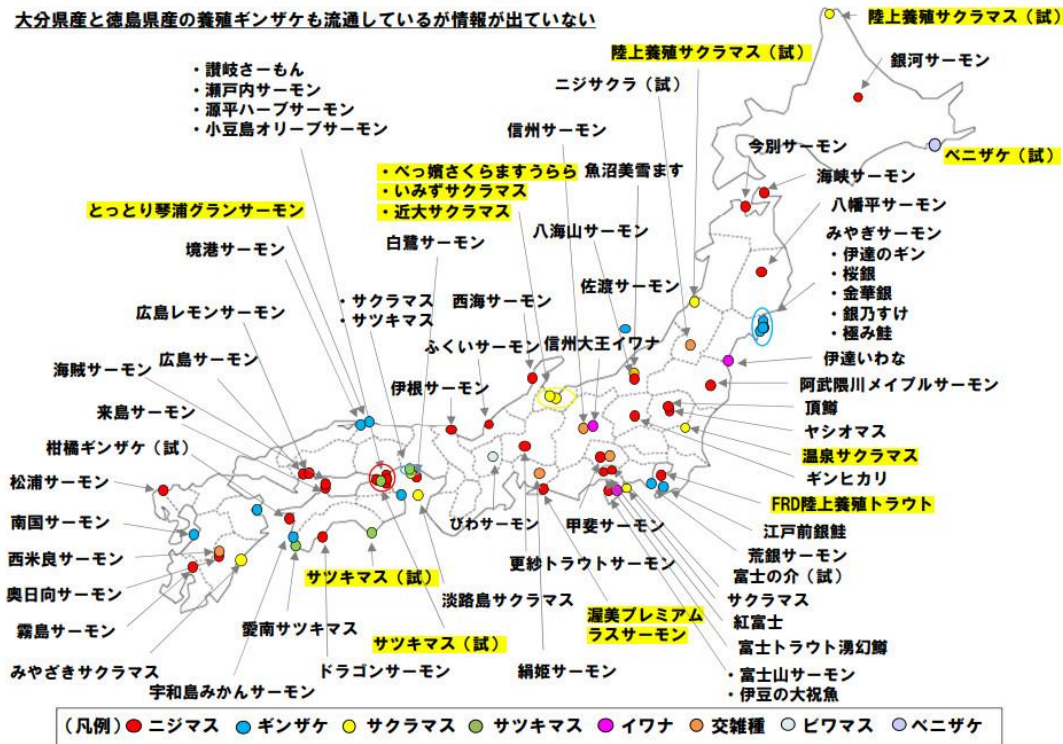 大分県産と徳島県産の養殖ギンザケも流通しているが情報が出ていない
陸上養殖サクラマス（試）
陸上養殖サクラマス（試）
・讃岐さーもん
・瀬戸内サーモン
・源平ハーブサーモン
・小豆島オリーブサーモン
銀河サーモン
ニジサクラ（試）
信州サーモン
今別サーモン
ベニザケ（試）
・べっ嬪さくらますうらら
・いみずサクラマス
・近大サクラマス
魚沼美雪ます
海峡サーモン
とっとり琴浦グランサーモン
八幡平サーモン
八海山サーモン
白鷺サーモン
みやぎサーモン
・伊達のギン
・桜銀
・金華銀
・銀乃すけ
・極み鮭
境港サーモン
佐渡サーモン
・サクラマス
・サツキマス
西海サーモン
広島レモンサーモン
信州大王イワナ
ふくいサーモン
伊達いわな
広島サーモン
海賊サーモン
伊根サーモン
阿武隈川メイプルサーモン
来島サーモン
頂鱒
ヤシオマス
柑橘ギンザケ（試）
温泉サクラマス
松浦サーモン
ギンヒカリ
FRD陸上養殖トラウト
南国サーモン
びわサーモン
甲斐サーモン
江戸前銀鮭
西米良サーモン
更紗トラウトサーモン
荒銀サーモン
奥日向サーモン
サツキマス（試）
富士の介（試）
淡路島サクラマス
サクラマス
霧島サーモン
愛南サツキマス
渥美プレミアム
ラスサーモン
紅富士
サツキマス（試）
富士トラウト湧幻鱒
みやざきサクラマス
ドラゴンサーモン
絹姫サーモン
・富士山サーモン
・伊豆の大祝魚
宇和島みかんサーモン
（凡例） ニジマス ギンザケ サクラマス サツキマス イワナ 交雑種 ビワマス ベニザケ